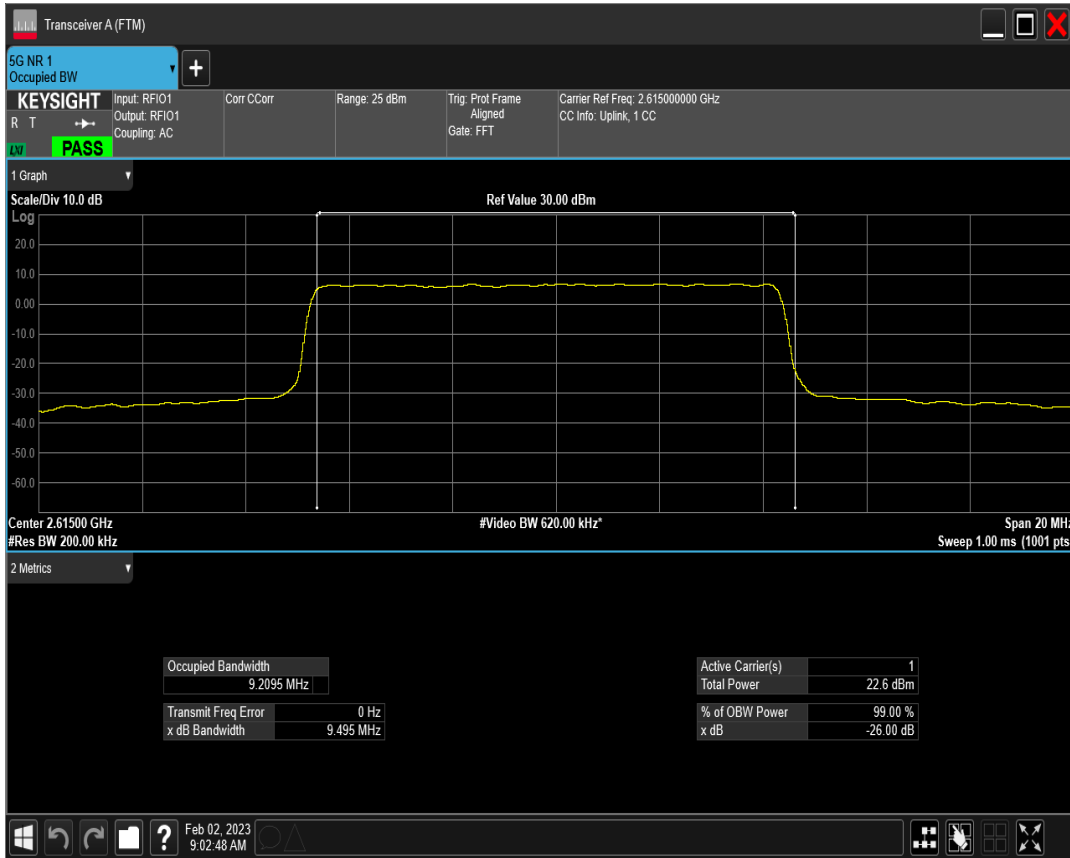 Transceiver A (FTM)
5G NR 1
Occupied BW
+
KEYSIGHT
R T
LXI
PASS
Input: RFIO1
Output: RFIO1
Coupling: AC
Corr CCorr
Range: 25 dBm
Trig: Prot Frame
Aligned
Gate: FFT
Carrier Ref Freq: 2.615000000 GHz
CC Info: Uplink, 1 CC
1 Graph
Scale/Div 10.0 dB
Ref Value 30.00 dBm
Log
20.0
10.0
0.00
-10.0
-20.0
-30.0
-40.0
-50.0
-60.0
Center 2.61500 GHz
#Video BW 620.00 kHz*
Span 20 MHz
#Res BW 200.00 kHz
Sweep 1.00 ms (1001 pts
2 Metrics
Occupied Bandwidth
9.2095 MHz
Transmit Freq Error 0 Hz
x dB Bandwidth 9.495 MHz
Active Carrier(s) 1
Total Power 22.6 dBm
% of OBW Power 99.00 %
x dB -26.00 dB
?
Feb 02, 2023
9:02:48 AM